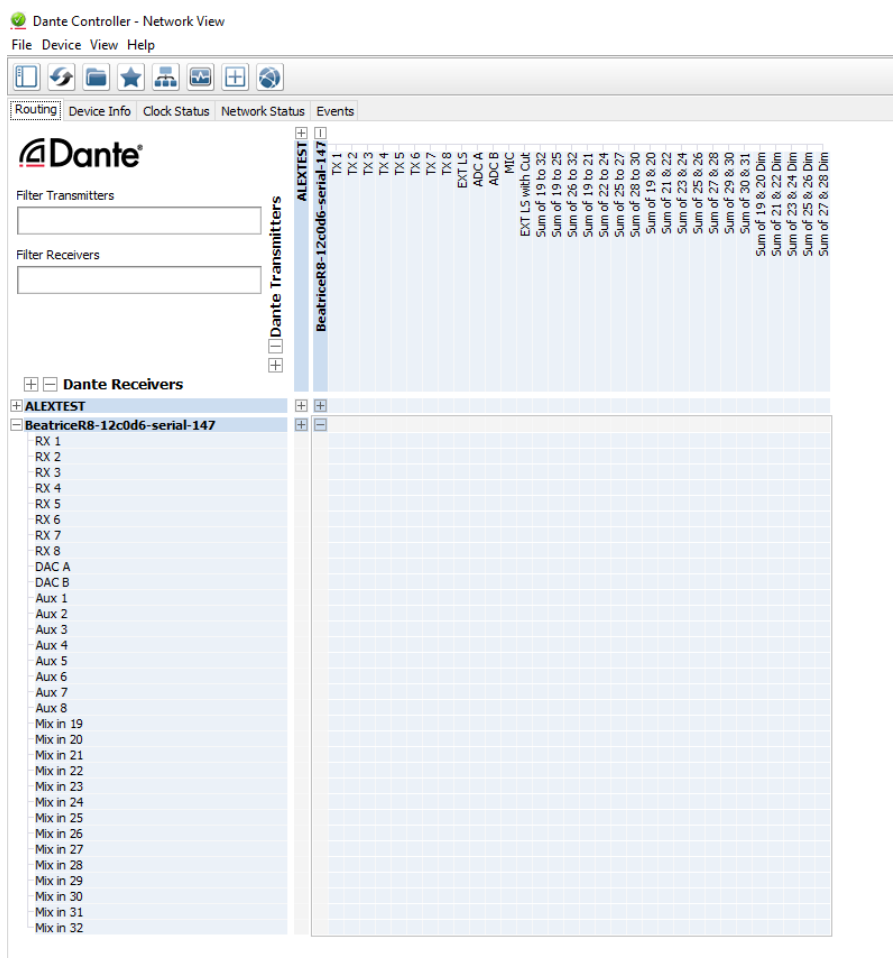 Dante Controller - Network View
File Device View Help
Routing Device Info Clock Status Network Status Events
Dante®
Filter Transmitters
Filter Receivers
Dante Transmitters
Dante Receivers
ALEXTEST
BeatriceR8-12c0d6-serial-147
TX 1
TX 2
TX 3
TX 4
TX 5
TX 6
TX 7
TX 8
EXT LS
ADC A
ADC B
MIC
EXT LS with Cut
Sum of 19 to 32
Sum of 19 to 25
Sum of 26 to 32
Sum of 19 to 21
Sum of 22 to 24
Sum of 25 to 27
Sum of 28 to 30
Sum of 19 & 20
Sum of 21 & 22
Sum of 23 & 24
Sum of 25 & 26
Sum of 27 & 28
Sum of 29 & 30
Sum of 30 & 31
Sum of 19 & 20 Dim
Sum of 21 & 22 Dim
Sum of 23 & 24 Dim
Sum of 25 & 26 Dim
Sum of 27 & 28 Dim
ALEXTEST
BeatriceR8-12c0d6-serial-147
RX 1
RX 2
RX 3
RX 4
RX 5
RX 6
RX 7
RX 8
DAC A
DAC B
Aux 1
Aux 2
Aux 3
Aux 4
Aux 5
Aux 6
Aux 7
Aux 8
Mix in 19
Mix in 20
Mix in 21
Mix in 22
Mix in 23
Mix in 24
Mix in 25
Mix in 26
Mix in 27
Mix in 28
Mix in 29
Mix in 30
Mix in 31
Mix in 32